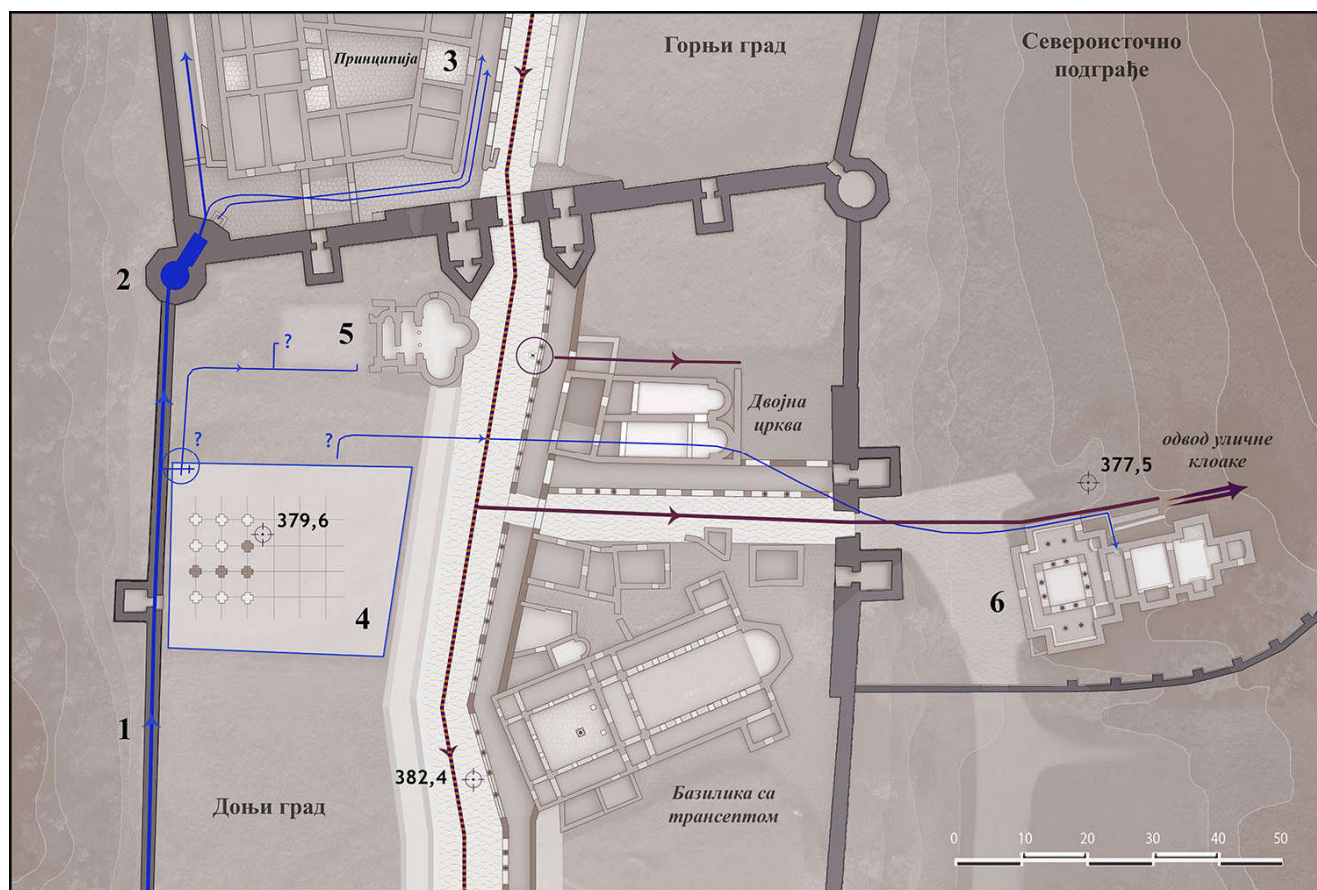 Принципија
3
Горњи град
Североисточно
подграђе
2
5
?
Двојна
црква
?
?
одвод уличне
клоаке
377,5
379,6
4
6
1
382,4
Доњи град
Базилика са
трансептом
0
10
20
30
40
50